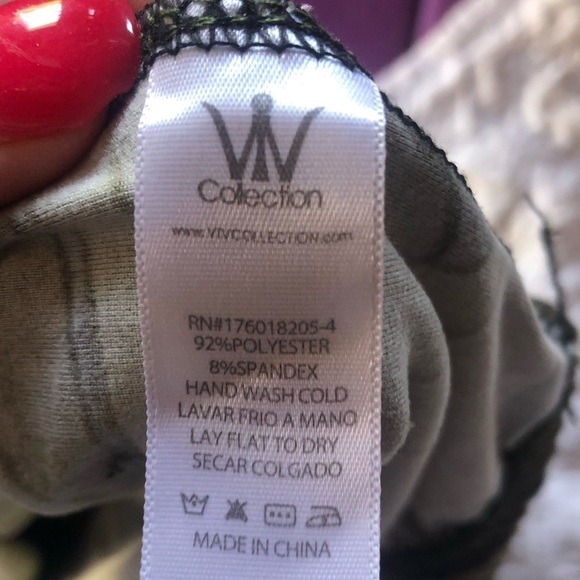 VIV
Collection
www.VIVCOLLECTION.com
RN#176018205-4
92%POLYESTER
8%SPANDEX
HAND WASH COLD
LAVAR FRIO A MANO
LAY FLAT TO DRY
SECAR COLGADO
MADE IN CHINA